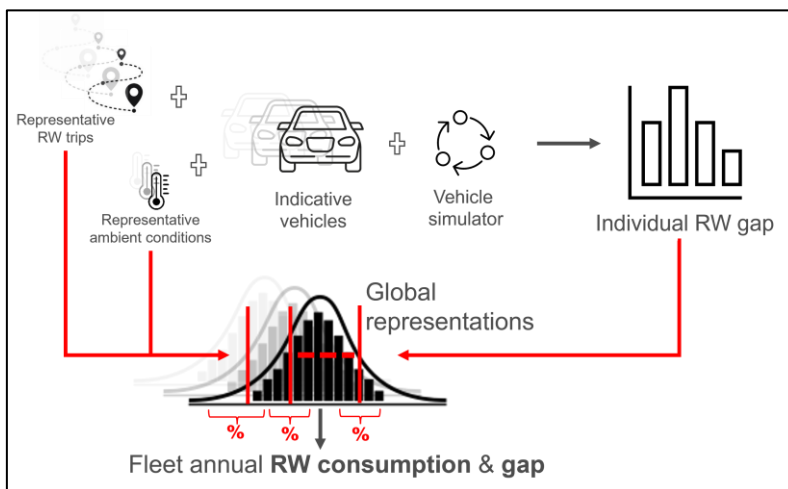 Representative
RW trips
Representative
ambient conditions
Indicative
vehicles
Vehicle
simulator
Individual RW gap
Global
representations
%
%
%
Fleet annual RW consumption & gap